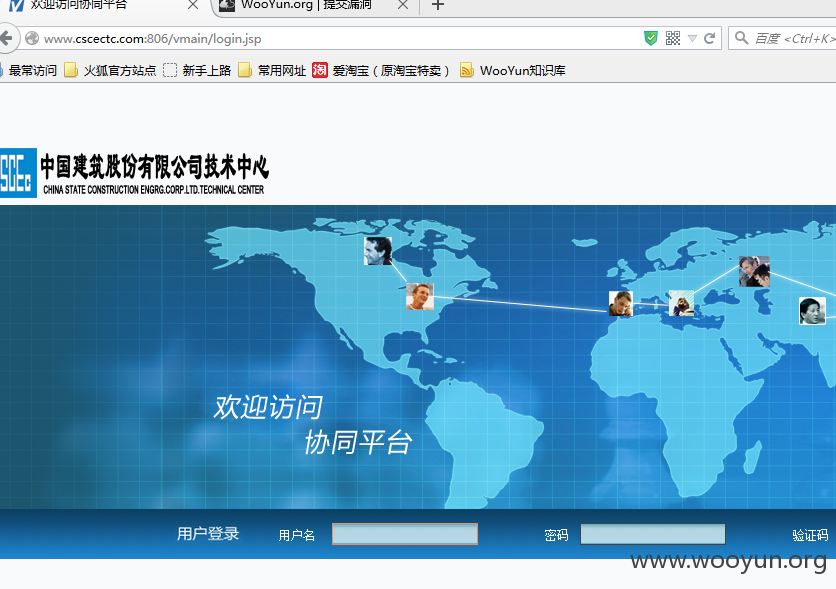 欢迎访问协同平台
WooYun.org | 提交漏洞
www.cscectc.com:806/vmain/login.jsp
百度 <Ctrl+K>
最常访问 火狐官方站点 新手上路 常用网址 爱淘宝（原淘宝特卖） WooYun知识库
中国建筑股份有限公司技术中心
CHINA STATE CONSTRUCTION ENGRG.CORP.LTD.TECHNICAL CENTER
欢迎访问
协同平台
用户登录 用户名 密码 验证码
www.wooyun.org